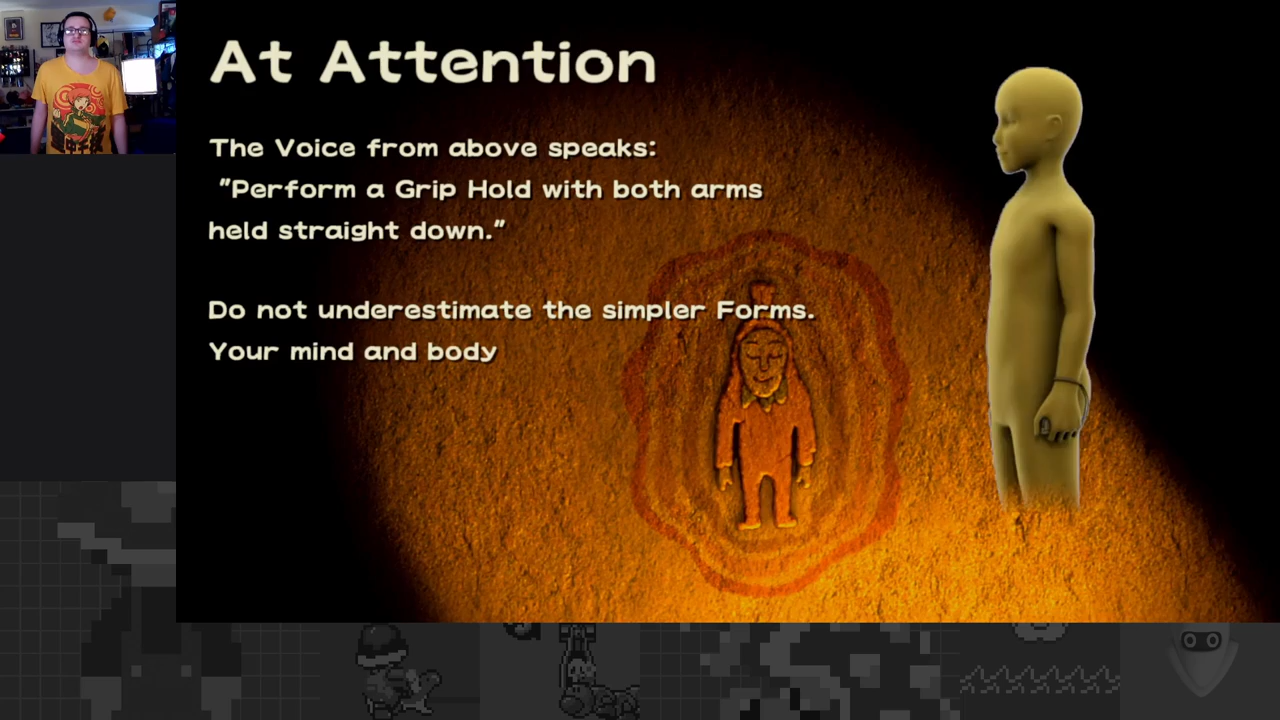 At Attention
The Voice from above speaks:
"Perform a Grip Hold with both arms
held straight down."
Do not underestimate the simpler Forms.
Your mind and body